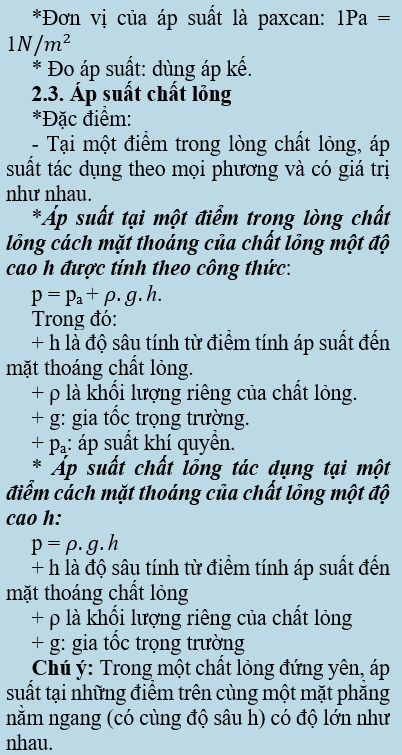 *Đơn vị của áp suất là paxcan: 1Pa =
1N/m²
* Đo áp suất: dùng áp kế.
2.3. Áp suất chất lỏng
*Đặc điểm:
- Tại một điểm trong lòng chất lỏng, áp
suất tác dụng theo mọi phương và có giá trị
như nhau.
*Áp suất tại một điểm trong lòng chất
lỏng cách mặt thoáng của chất lỏng một độ
cao h được tính theo công thức:
p = pₐ + ρ. g. h.
Trong đó:
+ h là độ sâu tính từ điểm tính áp suất đến
mặt thoáng chất lỏng.
+ ρ là khối lượng riêng của chất lỏng.
+ g: gia tốc trọng trường.
+ pₐ: áp suất khí quyển.
* Áp suất chất lỏng tác dụng tại một
điểm cách mặt thoáng của chất lỏng một độ
cao h:
p = ρ. g. h
+ h là độ sâu tính từ điểm tính áp suất đến
mặt thoáng chất lỏng
+ ρ là khối lượng riêng của chất lỏng
+ g: gia tốc trọng trường
Chú ý: Trong một chất lỏng đứng yên, áp
suất tại những điểm trên cùng một mặt phẳng
nằm ngang (có cùng độ sâu h) có độ lớn như
nhau.